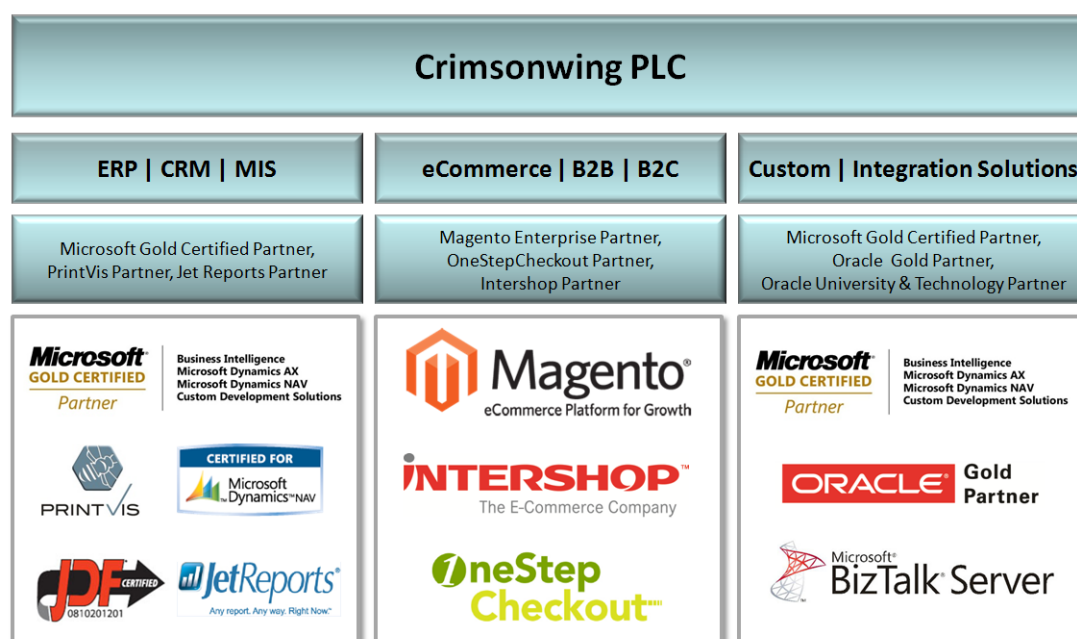 Crimsonwing PLC
ERP | CRM | MIS
Microsoft Gold Certified Partner,
PrintVis Partner, Jet Reports Partner
Microsoft®
GOLD CERTIFIED
Partner
Business Intelligence
Microsoft Dynamics AX
Microsoft Dynamics NAV
Custom Development Solutions
PRINTVIS
CERTIFIED FOR
Microsoft
Dynamics™ NAV
JDF CERTIFIED
0810201201
JetReports®
Any report. Any way. Right Now.™
eCommerce | B2B | B2C
Magento Enterprise Partner,
OneStepCheckout Partner,
Intershop Partner
Magento®
eCommerce Platform for Growth
INTERSHOP™
The E-Commerce Company
1neStep
Checkout
Custom | Integration Solutions
Microsoft Gold Certified Partner,
Oracle Gold Partner,
Oracle University & Technology Partner
Microsoft®
GOLD CERTIFIED
Partner
Business Intelligence
Microsoft Dynamics AX
Microsoft Dynamics NAV
Custom Development Solutions
ORACLE®
Gold
Partner
Microsoft®
BizTalk® Server